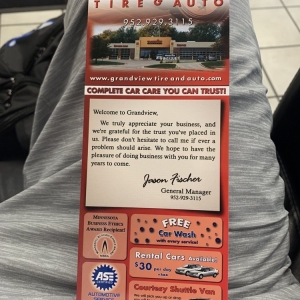 TIRE & AUTO
952-929-3115
www.grandviewtireandauto.com
COMPLETE CAR CARE YOU CAN TRUST!
Welcome to Grandview,
We truly appreciate your business, and
we're grateful for the trust you've placed in
us. Please don't hesitate to call me if ever a
problem should arise. We hope to have the
pleasure of doing business with you for many
years to come.
Jason Fischer
General Manager
952-929-3115
MINNESOTA
BUSINESS ETHICS
AWARD RECIPIENT
FREE
Car Wash
with every service!
Rental Cars Available!
$30 per day
ASE
AUTOMOTIVE
Courtesy Shuttle Van